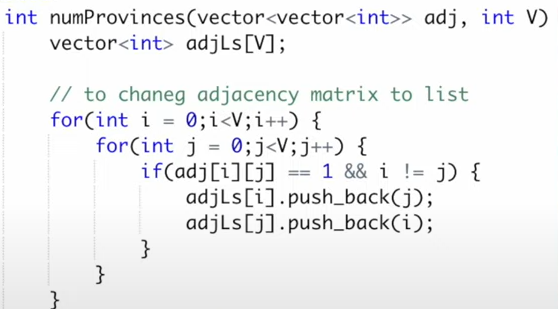 int numProvinces(vector<vector<int>> adj, int V)
    vector<int> adjLs[V];

    // to chaneg adjacency matrix to list
    for(int i = 0;i<V;i++) {
        for(int j = 0;j<V;j++) {
            if(adj[i][j] == 1 && i != j) {
                adjLs[i].push_back(j);
                adjLs[j].push_back(i);
            }
        }
    }